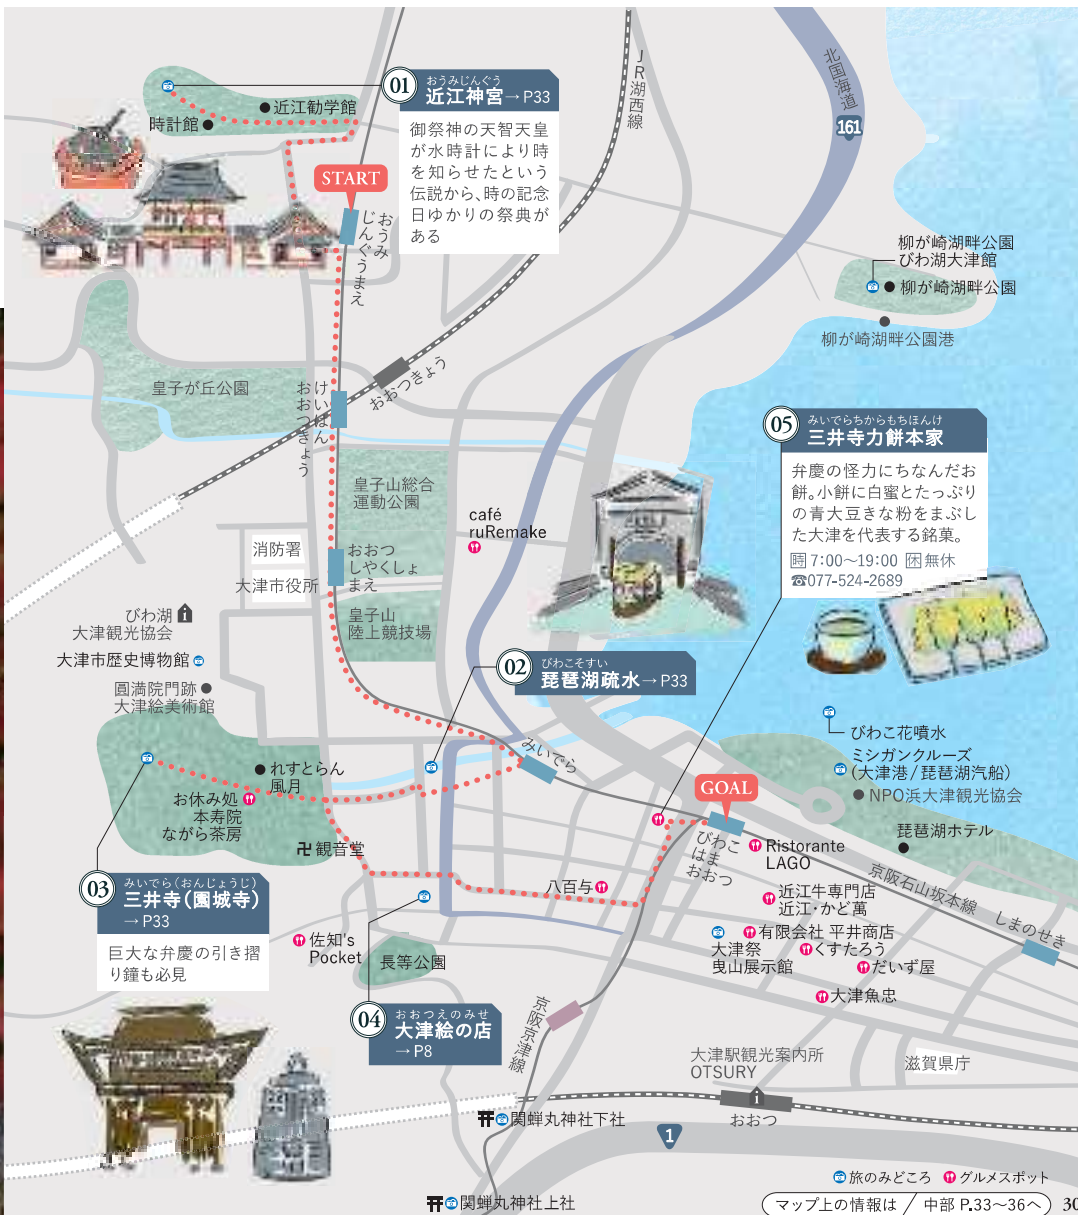 01
おうみじんぐう
近江神宮→P33
御祭神の天智天皇
が水時計により時
を知らせたという
伝説から、時の記念
日ゆかりの祭典が
ある
近江勧学館
時計館
START
おうみ
じんぐうまえ
JR湖西線
北国海道
161
柳が崎湖畔公園
びわ湖大津館
柳が崎湖畔公園
柳が崎湖畔公園港
皇子が丘公園
けいはん
おおつきょう
おおつきょう
05
みいでらちからもちほんけ
三井寺力餅本家
弁慶の怪力にちなんだお
餅。小餅に白蜜とたっぷり
の青大豆きな粉をまぶし
た大津を代表する銘菓。
時 7:00〜19:00 休 無休
☎077-524-2689
皇子山総合
運動公園
café
ruRemake
消防署
大津市役所
おおつ
しやくしょ
まえ
皇子山
陸上競技場
びわ湖
大津観光協会
大津市歴史博物館
圓満院門跡
大津絵美術館
02
びわこそすい
琵琶湖疏水→P33
みいでら
れすとらん
風月
お休み処
本寿院
ながら茶房
卍観音堂
びわこ花噴水
ミシガンクルーズ
(大津港/琵琶湖汽船)
NPO浜大津観光協会
琵琶湖ホテル
GOAL
びわこ
はま
おおつ
Ristorante
LAGO
京阪石山坂本線
しまのせき
八百与
近江牛専門店
近江・かど萬
有限会社 平井商店
大津祭
曳山展示館
くすたろう
だいず屋
大津魚忠
03
みいでら(おんじょうじ)
三井寺(園城寺)
→P33
巨大な弁慶の引き摺
り鐘も必見
佐知's
Pocket
長等公園
04
おおつえのみせ
大津絵の店
→P8
京阪京津線
大津駅観光案内所
OTSURY
滋賀県庁
おおつ
関蝉丸神社下社
1
関蝉丸神社上社
旅のみどころ グルメスポット
マップ上の情報は/中部 P.33〜36へ
30